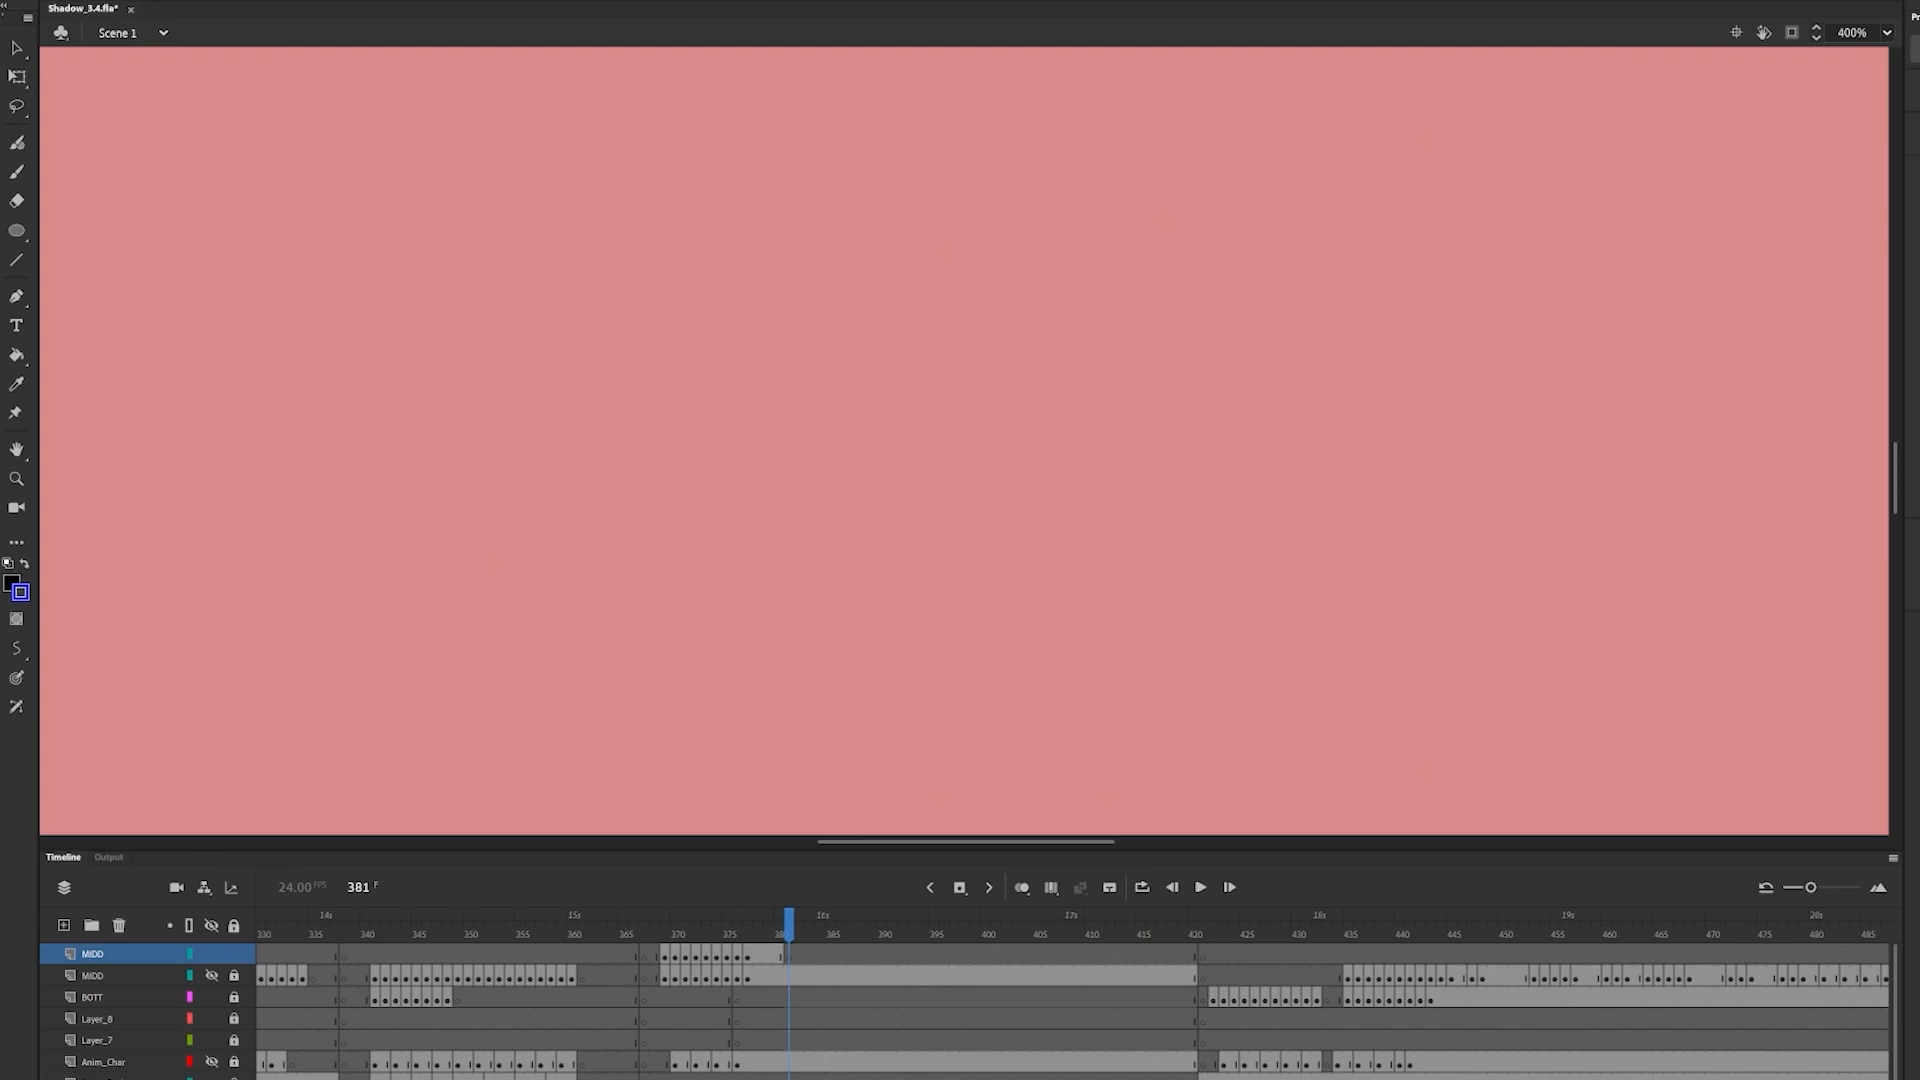 Shadow_3.4.fla*
Scene 1
400%
Timeline Output
24.00 FPS 381 F
14s 15s 16s 17s 18s 19s 20s
330 335 340 345 350 355 360 365 370 375 385 390 395 400 405 410 415 420 425 430 435 440 445 450 455 460 465 470 475 480 485
MIDD
MIDD
BOTT
Layer_8
Layer_7
Anim_Char